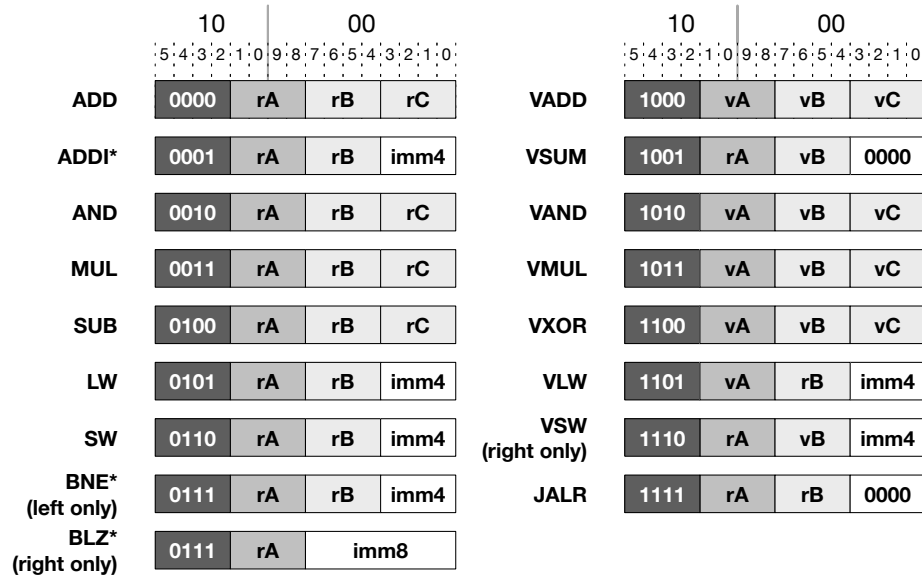 10 00 10 00
5 4 3 2 1 0 9 8 7 6 5 4 3 2 1 0 5 4 3 2 1 0 9 8 7 6 5 4 3 2 1 0
ADD 0000 rA rB rC VADD 1000 vA vB vC
ADDI* 0001 rA rB imm4 VSUM 1001 rA vB 0000
AND 0010 rA rB rC VAND 1010 vA vB vC
MUL 0011 rA rB rC VMUL 1011 vA vB vC
SUB 0100 rA rB rC VXOR 1100 vA vB vC
LW 0101 rA rB imm4 VLW 1101 vA rB imm4
SW 0110 rA rB imm4 VSW (right only) 1110 rA vB imm4
BNE* (left only) 0111 rA rB imm4 JALR 1111 rA rB 0000
BLZ* (right only) 0111 rA imm8